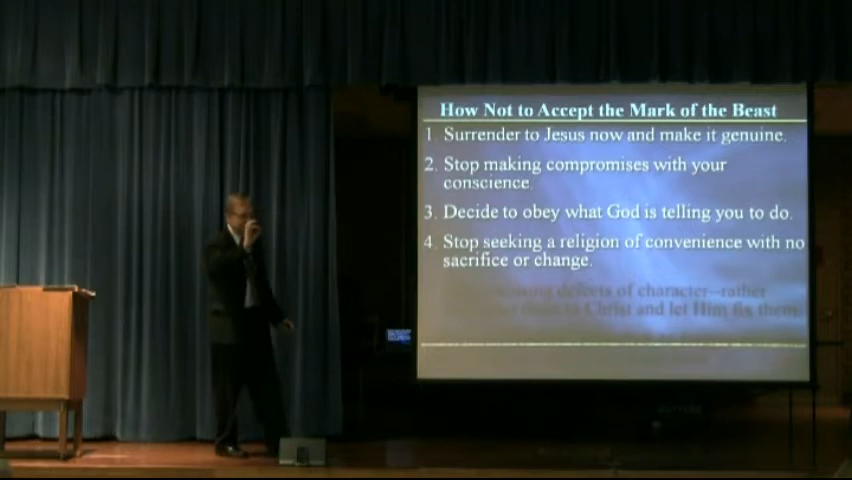 How Not to Accept the Mark of the Beast
1. Surrender to Jesus now and make it genuine.
2. Stop making compromises with your
conscience.
3. Decide to obey what God is telling you to do.
4. Stop seeking a religion of convenience with no
sacrifice or change.
defects of character--rather
to Christ and let Him fix them.